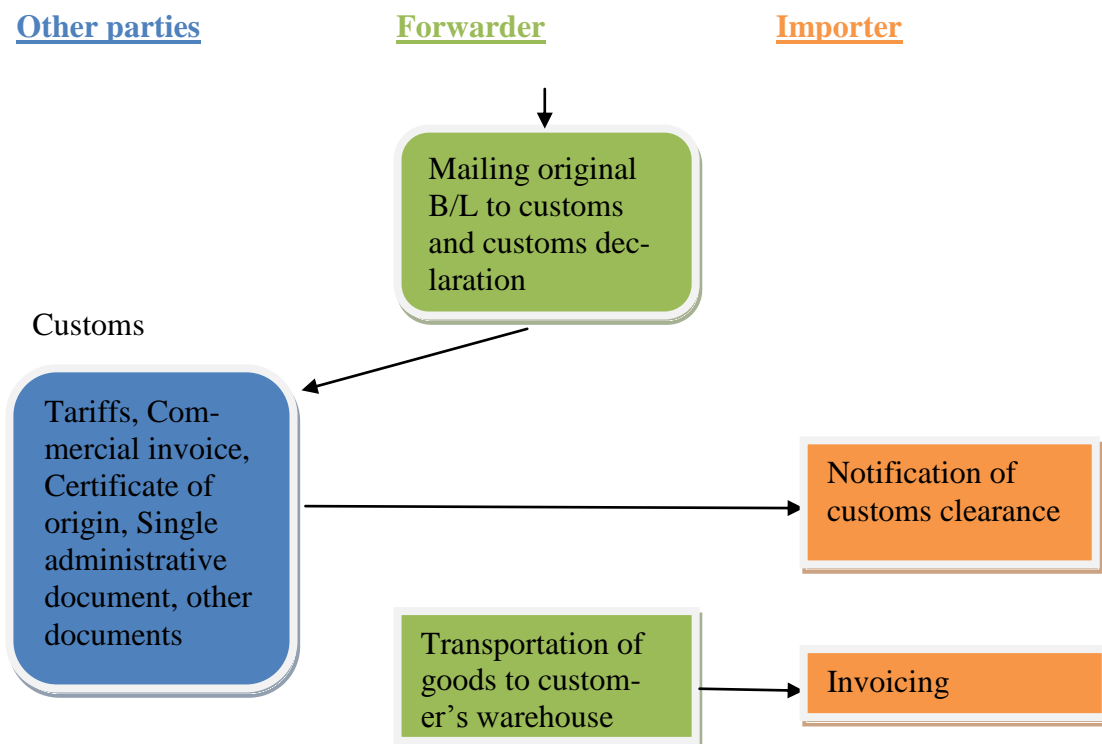 Other parties
Forwarder
Importer
Mailing original
B/L to customs
and customs dec-
laration
Customs
Tariffs, Com-
mercial invoice,
Certificate of
origin, Single
administrative
document, other
documents
Notification of
customs clearance
Transportation of
goods to custom-
er’s warehouse
Invoicing